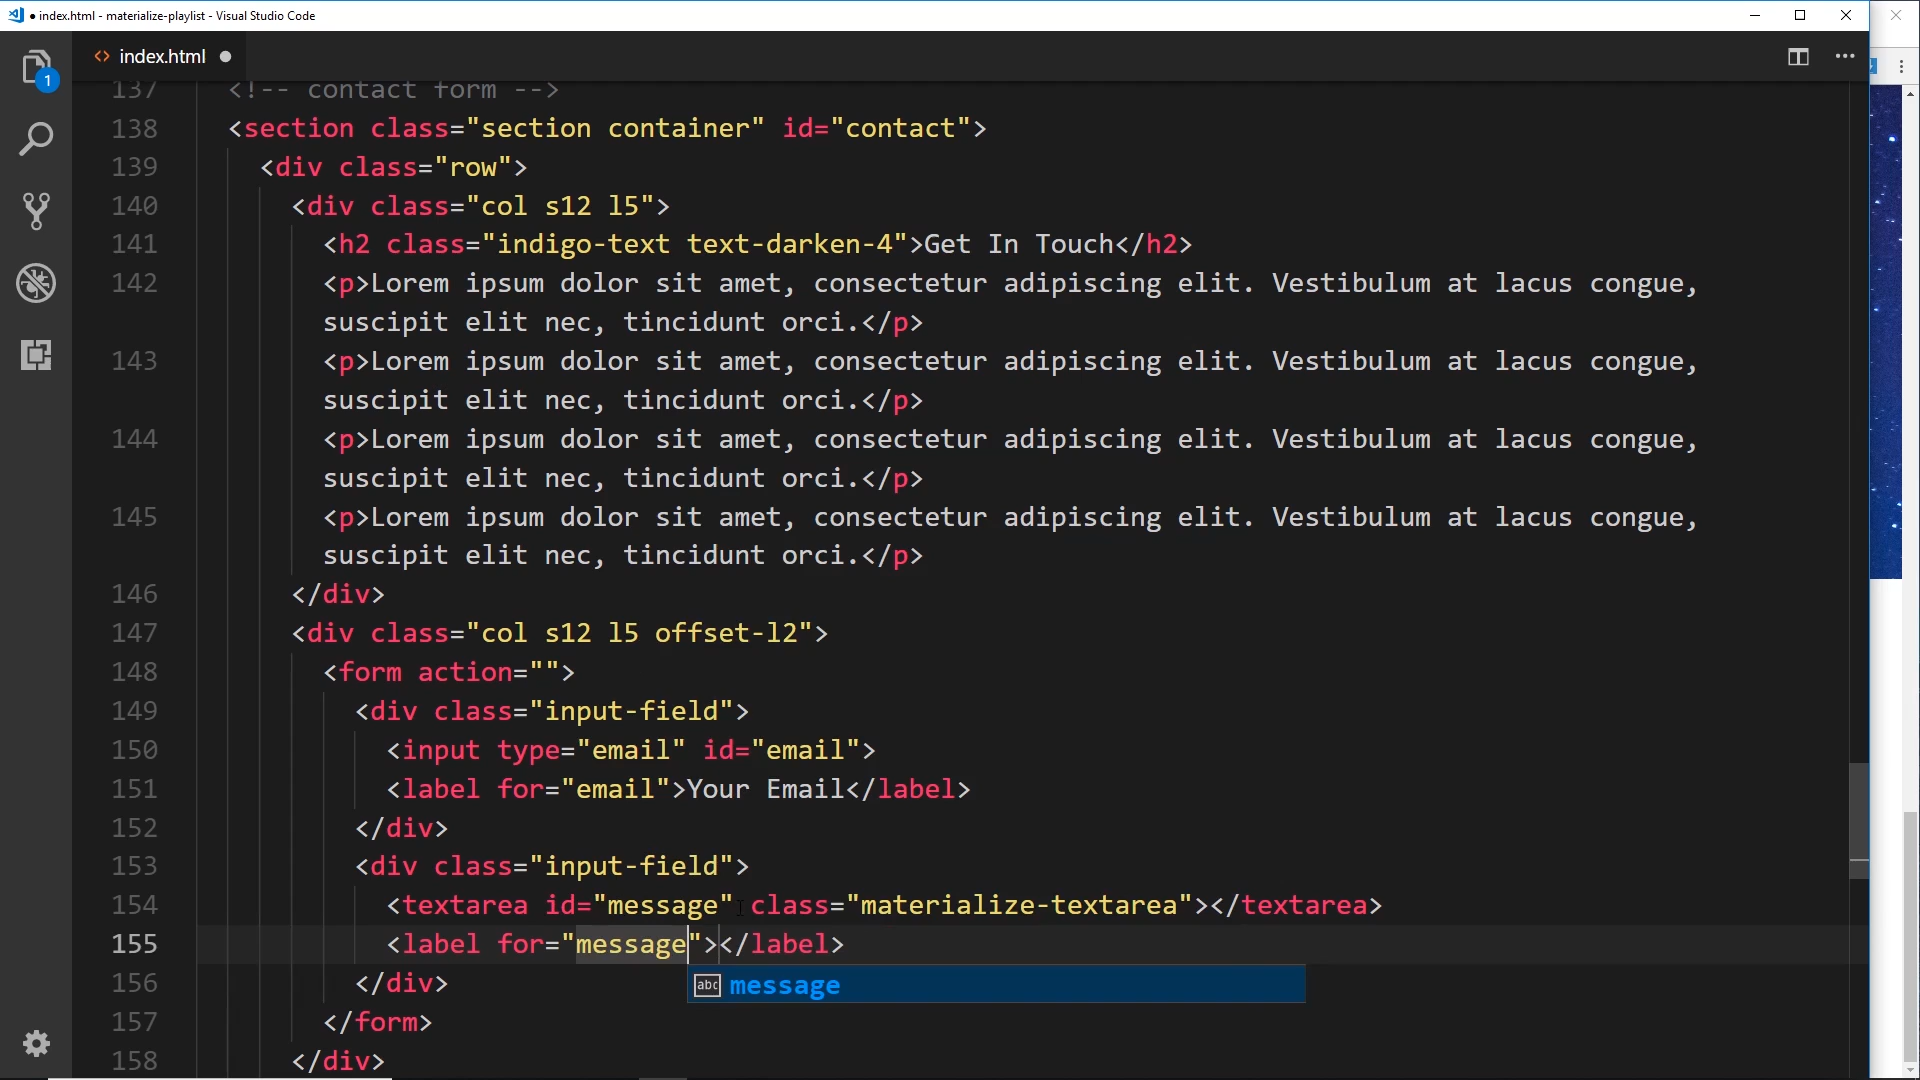 ● index.html - materialize-playlist - Visual Studio Code
<> index.html ●
1
137 <!-- contact form -->
138 <section class="section container" id="contact">
139 <div class="row">
140 <div class="col s12 l5">
141 <h2 class="indigo-text text-darken-4">Get In Touch</h2>
142 <p>Lorem ipsum dolor sit amet, consectetur adipiscing elit. Vestibulum at lacus congue,
suscipit elit nec, tincidunt orci.</p>
143 <p>Lorem ipsum dolor sit amet, consectetur adipiscing elit. Vestibulum at lacus congue,
suscipit elit nec, tincidunt orci.</p>
144 <p>Lorem ipsum dolor sit amet, consectetur adipiscing elit. Vestibulum at lacus congue,
suscipit elit nec, tincidunt orci.</p>
145 <p>Lorem ipsum dolor sit amet, consectetur adipiscing elit. Vestibulum at lacus congue,
suscipit elit nec, tincidunt orci.</p>
146 </div>
147 <div class="col s12 l5 offset-l2">
148 <form action="">
149 <div class="input-field">
150 <input type="email" id="email">
151 <label for="email">Your Email</label>
152 </div>
153 <div class="input-field">
154 <textarea id="message" class="materialize-textarea"></textarea>
155 <label for="message"></label>
156 </div>
abc message
157 </form>
158 </div>